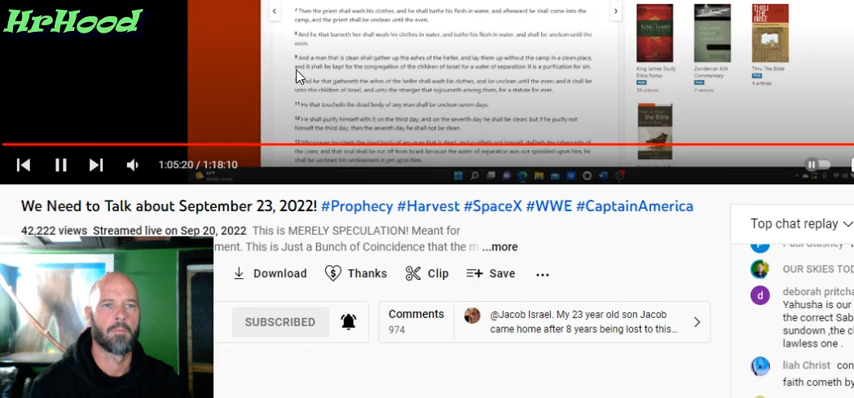 HrHood
7 Then the priest shall wash his clothes, and he shall bathe his flesh in water, and afterward he shall come into the
camp, and the priest shall be unclean until the even.
8 And he that burneth her shall wash his clothes in water, and bathe his flesh in water, and shall be unclean until the
even.
9 And a man that is clean shall gather up the ashes of the heifer, and lay them up without the camp in a clean place,
and it shall be kept for the congregation of the children of Israel for a water of separation: it is a purification for sin.
And he that gathereth the ashes of the heifer shall wash his clothes, and be unclean until the even: and it shall be
unto the children of Israel, and unto the stranger that sojourneth among them, for a statute for ever.
11 He that toucheth the dead body of any man shall be unclean seven days.
12 He shall purify himself with it on the third day, and on the seventh day he shall be clean: but if he purify not
himself the third day, then the seventh day he shall not be clean.
King James Study
Bible Notes
Zondervan KJV
Commentary
Thru The Bible
4 entries
the Bible
1:05:20 / 1:18:10
We Need to Talk about September 23, 2022! #Prophecy #Harvest #SpaceX #WWE #CaptainAmerica
42,222 views Streamed live on Sep 20, 2022 This is MERELY SPECULATION! Meant for
ment. This is Just a Bunch of Coincidence that the m ...more
Download Thanks Clip Save ...
SUBSCRIBED
Comments
974
@Jacob Israel. My 23 year old son Jacob
came home after 8 years being lost to this...
Top chat replay
OUR SKIES TOD
deborah pritcha
Yahusha is our
the correct Sab
sundown ,the cl
lawless one .
liah Christ con
faith cometh by